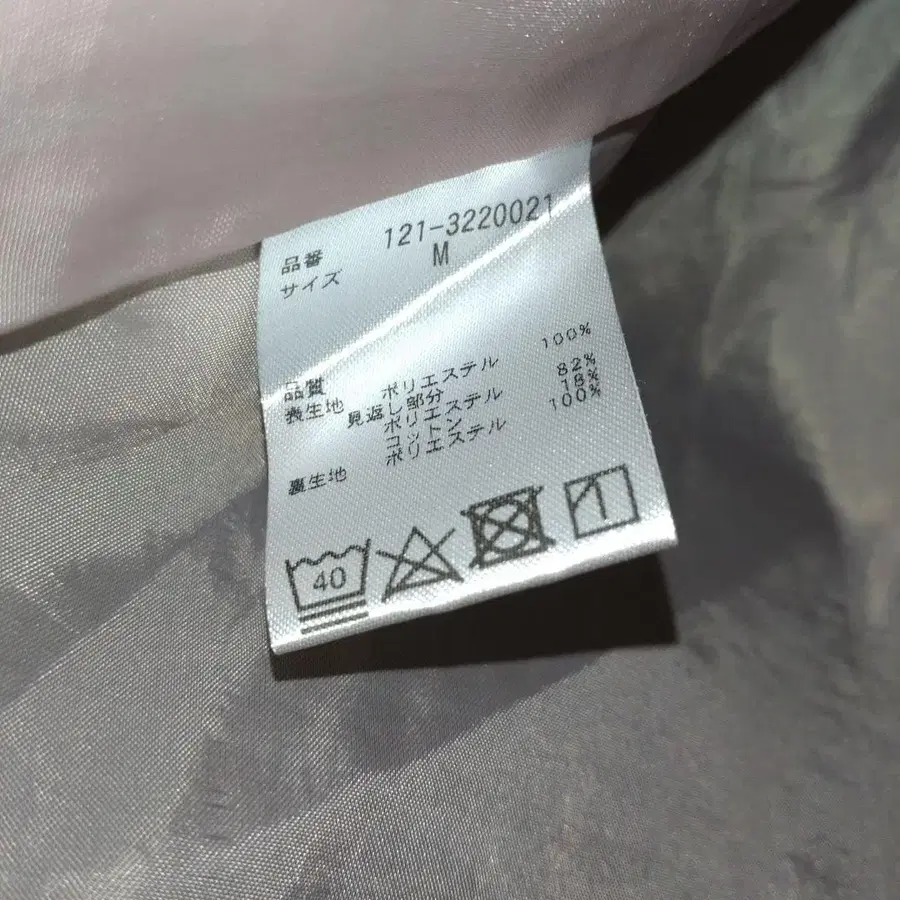 品番 121-3220021
サイズ M
品質
表生地 ポリエステル 100%
見返し部分
ポリエステル 82%
コットン 18%
裏生地 ポリエステル 100%
40